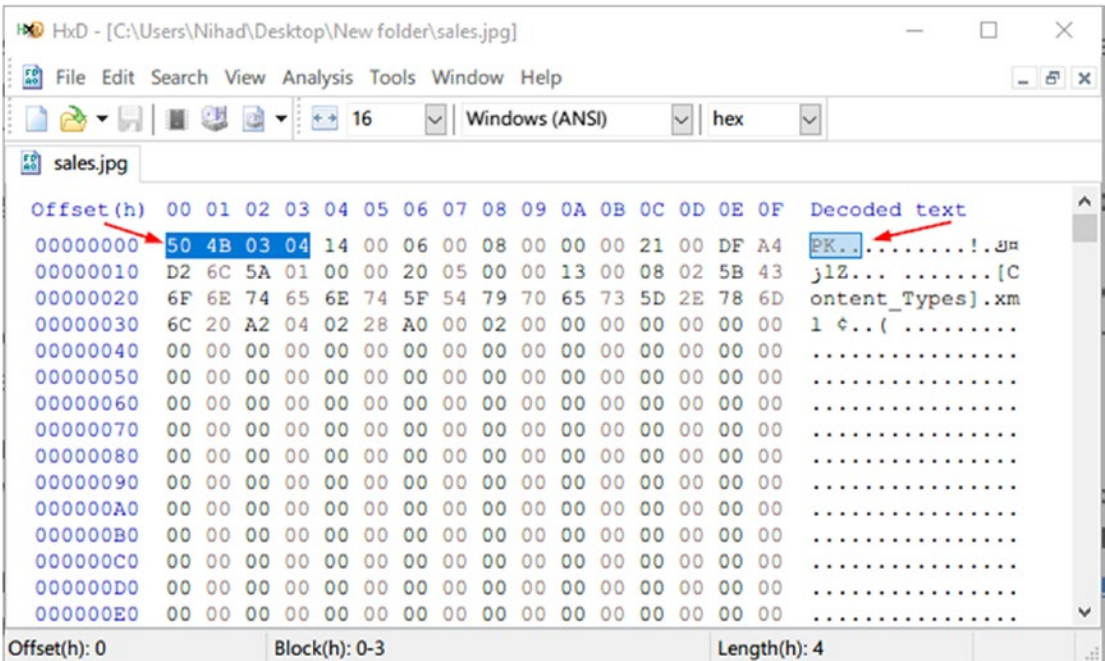 HxD - [C:\Users\Nihad\Desktop\New folder\sales.jpg]
File Edit Search View Analysis Tools Window Help
16 Windows (ANSI) hex
sales.jpg
Offset(h) 00 01 02 03 04 05 06 07 08 09 0A 0B 0C 0D 0E 0F Decoded text
00000000 50 4B 03 04 14 00 06 00 08 00 00 00 21 00 DF A4 PK..........!.ك¤
00000010 D2 6C 5A 01 00 00 20 05 00 00 13 00 08 02 5B 43 زlZ... .......[C
00000020 6F 6E 74 65 6E 74 5F 54 79 70 65 73 5D 2E 78 6D ontent_Types].xm
00000030 6C 20 A2 04 02 28 A0 00 02 00 00 00 00 00 00 00 l ¢..( .........
00000040 00 00 00 00 00 00 00 00 00 00 00 00 00 00 00 00 ................
00000050 00 00 00 00 00 00 00 00 00 00 00 00 00 00 00 00 ................
00000060 00 00 00 00 00 00 00 00 00 00 00 00 00 00 00 00 ................
00000070 00 00 00 00 00 00 00 00 00 00 00 00 00 00 00 00 ................
00000080 00 00 00 00 00 00 00 00 00 00 00 00 00 00 00 00 ................
00000090 00 00 00 00 00 00 00 00 00 00 00 00 00 00 00 00 ................
000000A0 00 00 00 00 00 00 00 00 00 00 00 00 00 00 00 00 ................
000000B0 00 00 00 00 00 00 00 00 00 00 00 00 00 00 00 00 ................
000000C0 00 00 00 00 00 00 00 00 00 00 00 00 00 00 00 00 ................
000000D0 00 00 00 00 00 00 00 00 00 00 00 00 00 00 00 00 ................
000000E0 00 00 00 00 00 00 00 00 00 00 00 00 00 00 00 00 ................
Offset(h): 0 Block(h): 0-3 Length(h): 4